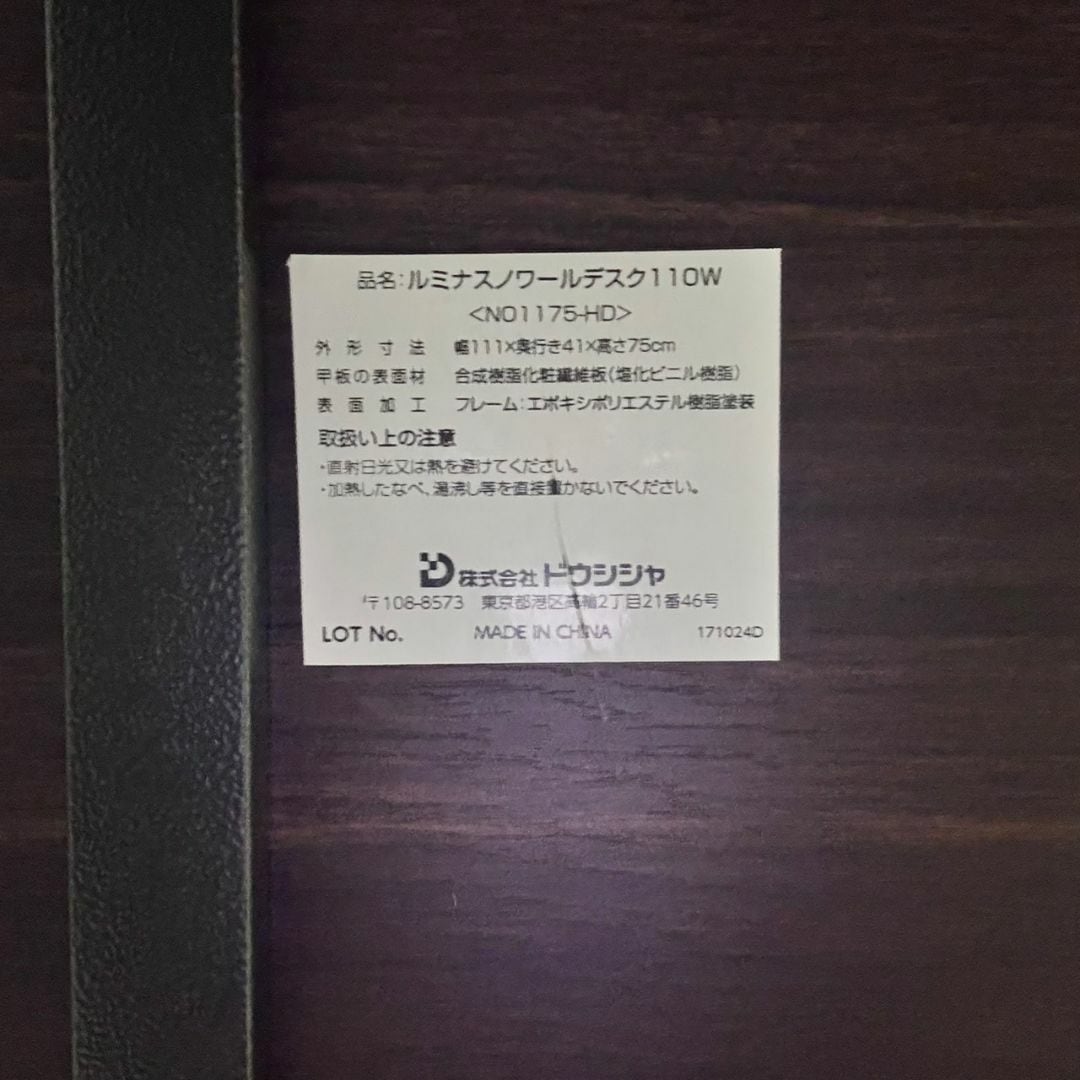 品名:ルミナスノワールデスク110W
<NO1175-HD>
外形寸法 幅111×奥行き41×高さ75cm
甲板の表面材 合成樹脂化粧繊維板(塩化ビニル樹脂)
表面加工 フレーム:エポキシポリエステル樹脂塗装
取扱い上の注意
・直射日光又は熱を避けてください。
・加熱したなべ、湯沸し等を直接置かないでください。
株式会社ドウシシャ
〒108-8573 東京都港区高輪2丁目21番46号
LOT No. MADE IN CHINA 171024D